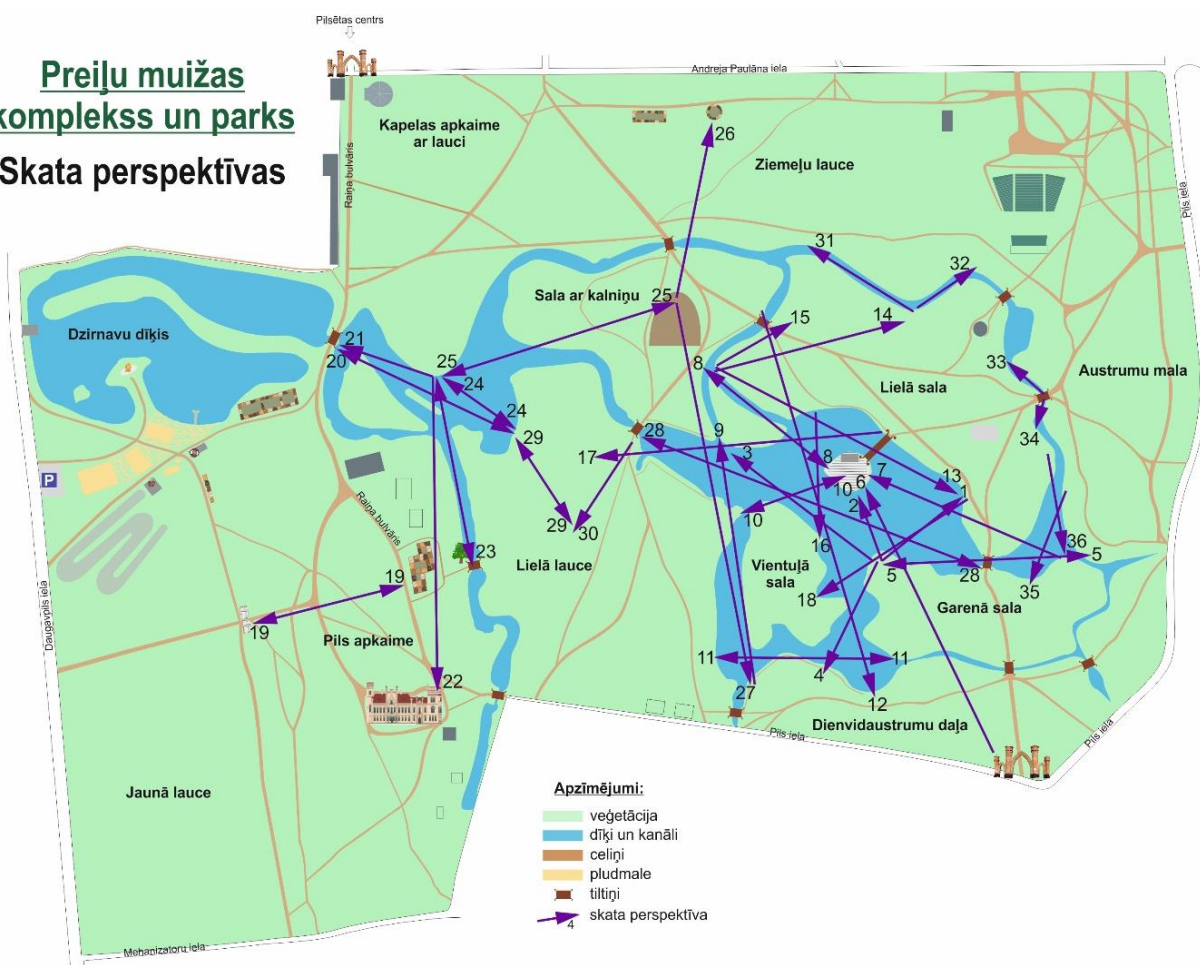 Pilsētas centrs
Preiļu muižas
komplekss un parks
Skata perspektīvas
Andreja Paulāna iela
Kapelas apkaime
ar lauci
26
Ziemeļu lauce
Raiņa bulvāris
Pils iela
31
32
Sala ar kalniņu
25
14
15
Dzirnavu dīķis
21
20
25
24
8
33
Lielā sala
Austrumu mala
24
29
28
9
3
34
17
8
7
13
P
6
10
1
2
10
Raiņa bulvāris
29
30
16
36
5
23
Lielā lauce
Vientuļā
sala
5
28
35
19
18
Garenā sala
Daugavpils iela
19
Pils apkaime
11
11
4
22
27
12
Dienvidaustrumu daļa
Pils iela
Pils iela
Jaunā lauce
Apzīmējumi:
veģetācija
dīķi un kanāli
celiņi
pludmale
tiltiņi
skata perspektīva
4
Mehanizatoru iela